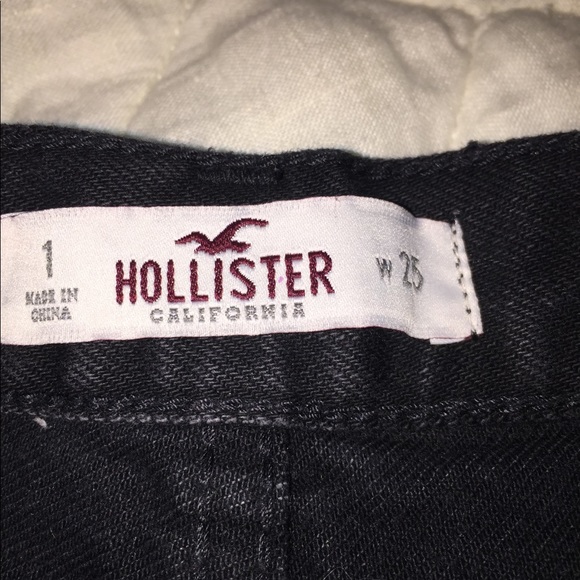 1
MADE IN
CHINA
HOLLISTER
CALIFORNIA
W 25